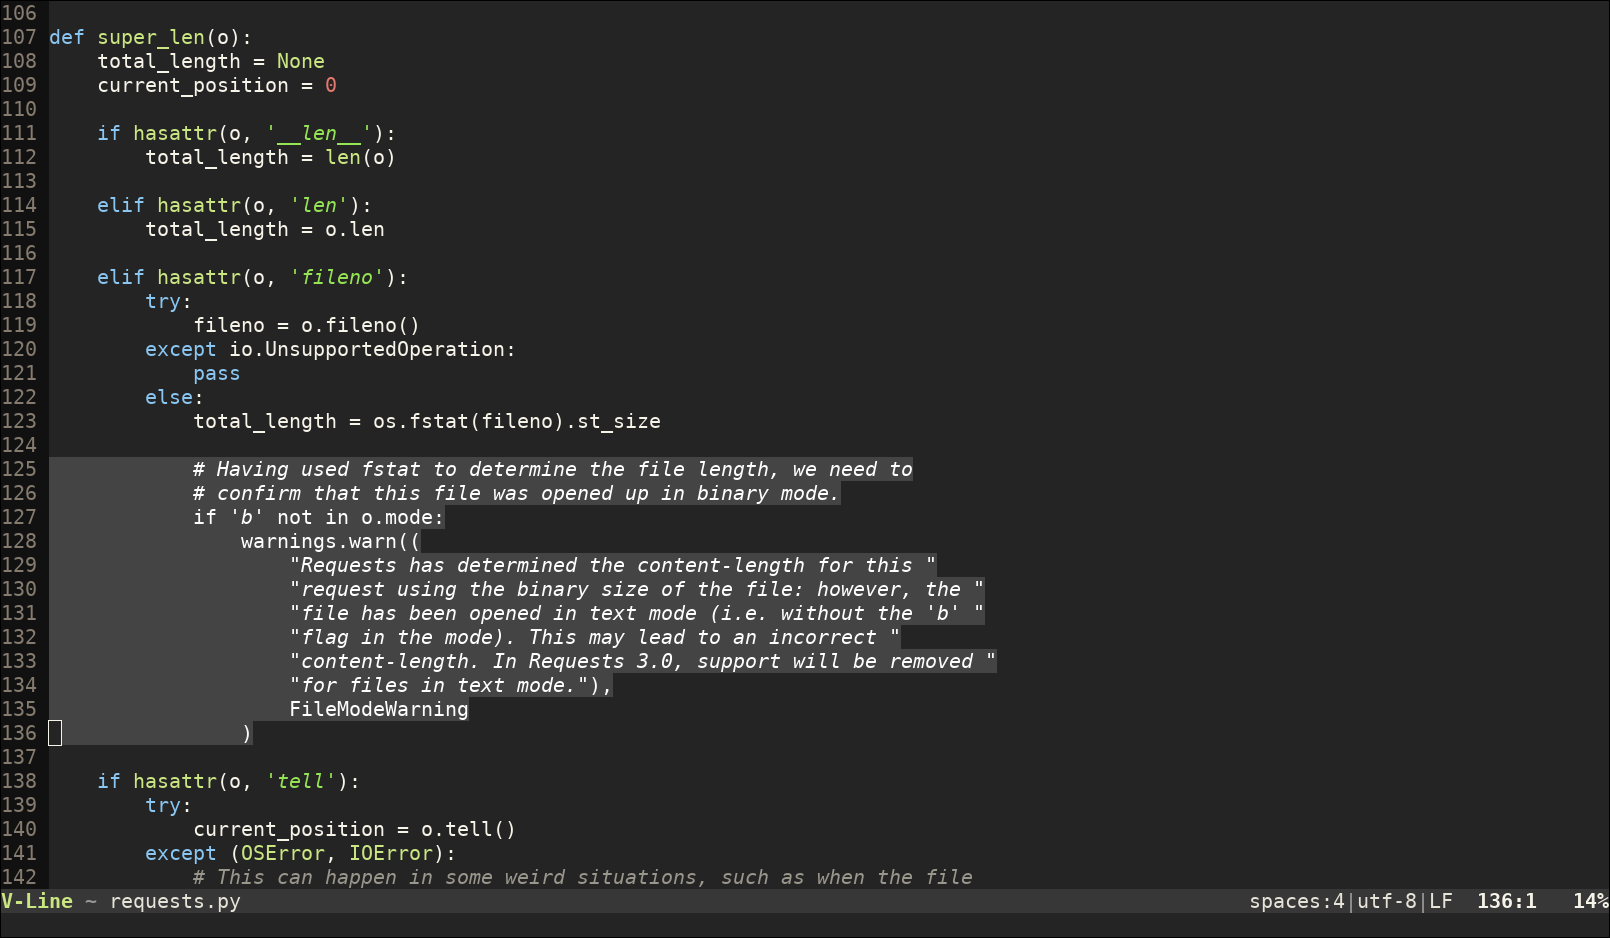 106
107 def super_len(o):
108     total_length = None
109     current_position = 0
110
111     if hasattr(o, '__len__'):
112         total_length = len(o)
113
114     elif hasattr(o, 'len'):
115         total_length = o.len
116
117     elif hasattr(o, 'fileno'):
118         try:
119             fileno = o.fileno()
120         except io.UnsupportedOperation:
121             pass
122         else:
123             total_length = os.fstat(fileno).st_size
124
125             # Having used fstat to determine the file length, we need to
126             # confirm that this file was opened up in binary mode.
127             if 'b' not in o.mode:
128                 warnings.warn((
129                     "Requests has determined the content-length for this "
130                     "request using the binary size of the file: however, the "
131                     "file has been opened in text mode (i.e. without the 'b' "
132                     "flag in the mode). This may lead to an incorrect "
133                     "content-length. In Requests 3.0, support will be removed "
134                     "for files in text mode."),
135                     FileModeWarning
136                 )
137
138     if hasattr(o, 'tell'):
139         try:
140             current_position = o.tell()
141         except (OSError, IOError):
142             # This can happen in some weird situations, such as when the file
V-Line ~ requests.py spaces:4|utf-8|LF 136:1 14%